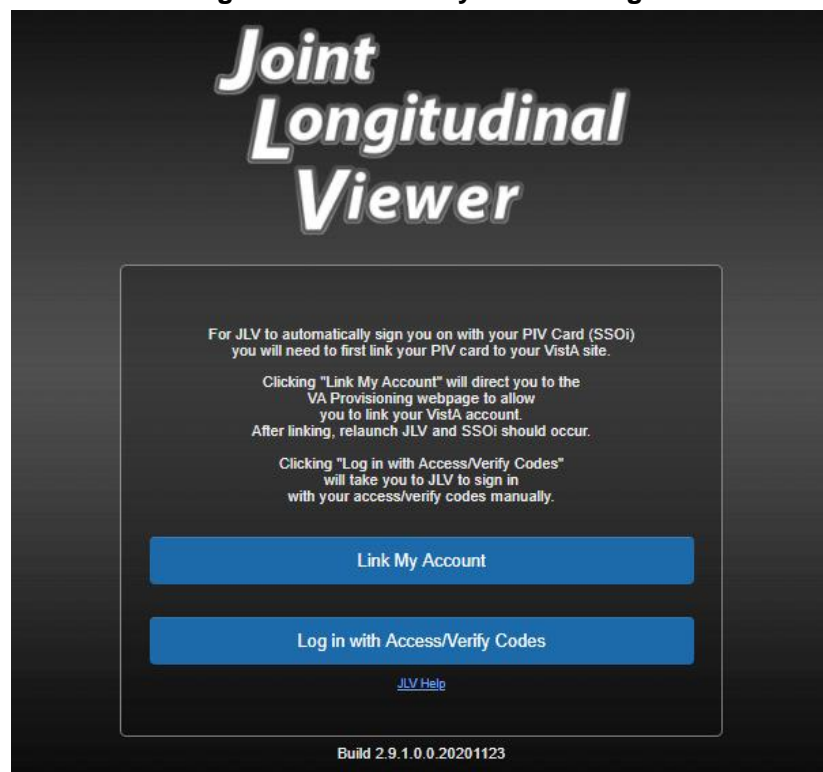 Joint
Longitudinal
Viewer
For JLV to automatically sign you on with your PIV Card (SSOi)
you will need to first link your PIV card to your VistA site.
Clicking "Link My Account" will direct you to the
VA Provisioning webpage to allow
you to link your VistA account.
After linking, relaunch JLV and SSOi should occur.
Clicking "Log in with Access/Verify Codes"
will take you to JLV to sign in
with your access/verify codes manually.
Link My Account
Log in with Access/Verify Codes
JLV Help
Build 2.9.1.0.0.20201123